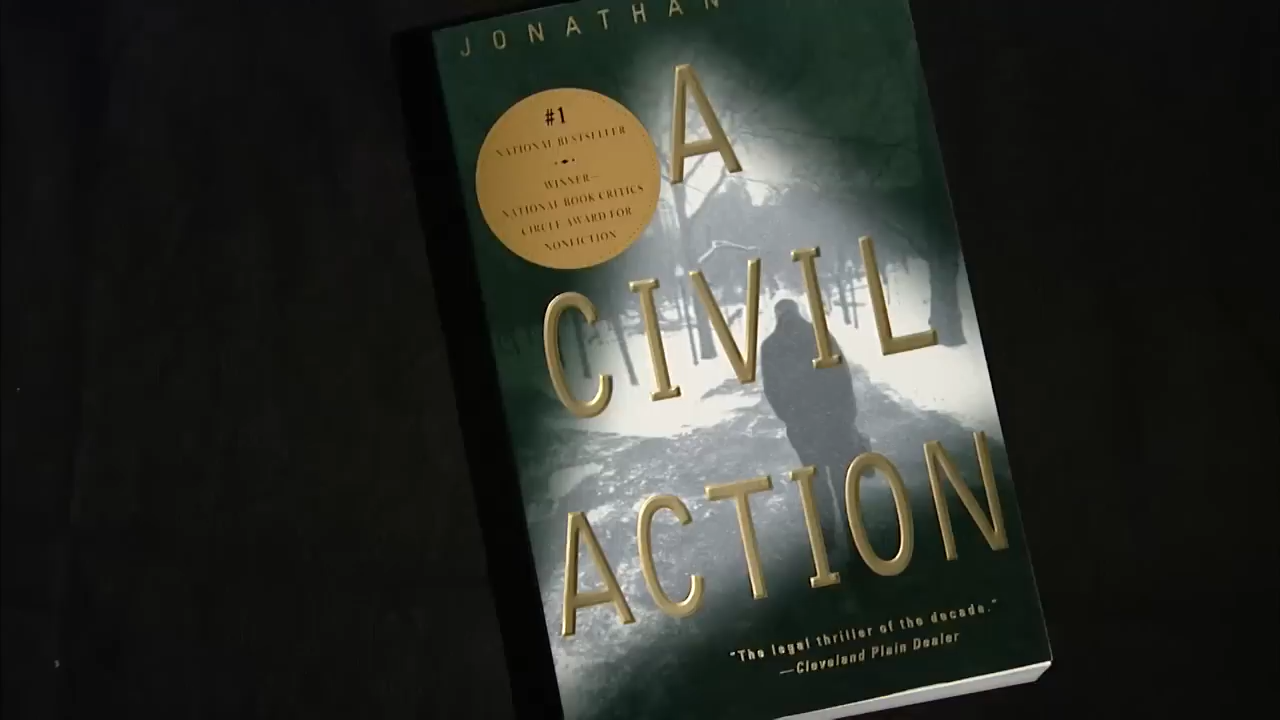 JONATHAN
#1
NATIONAL BESTSELLER
WINNER—
NATIONAL BOOK CRITICS
CIRCLE AWARD FOR
NONFICTION
A
CIVIL
ACTION
"The legal thriller of the decade."
—Cleveland Plain Dealer